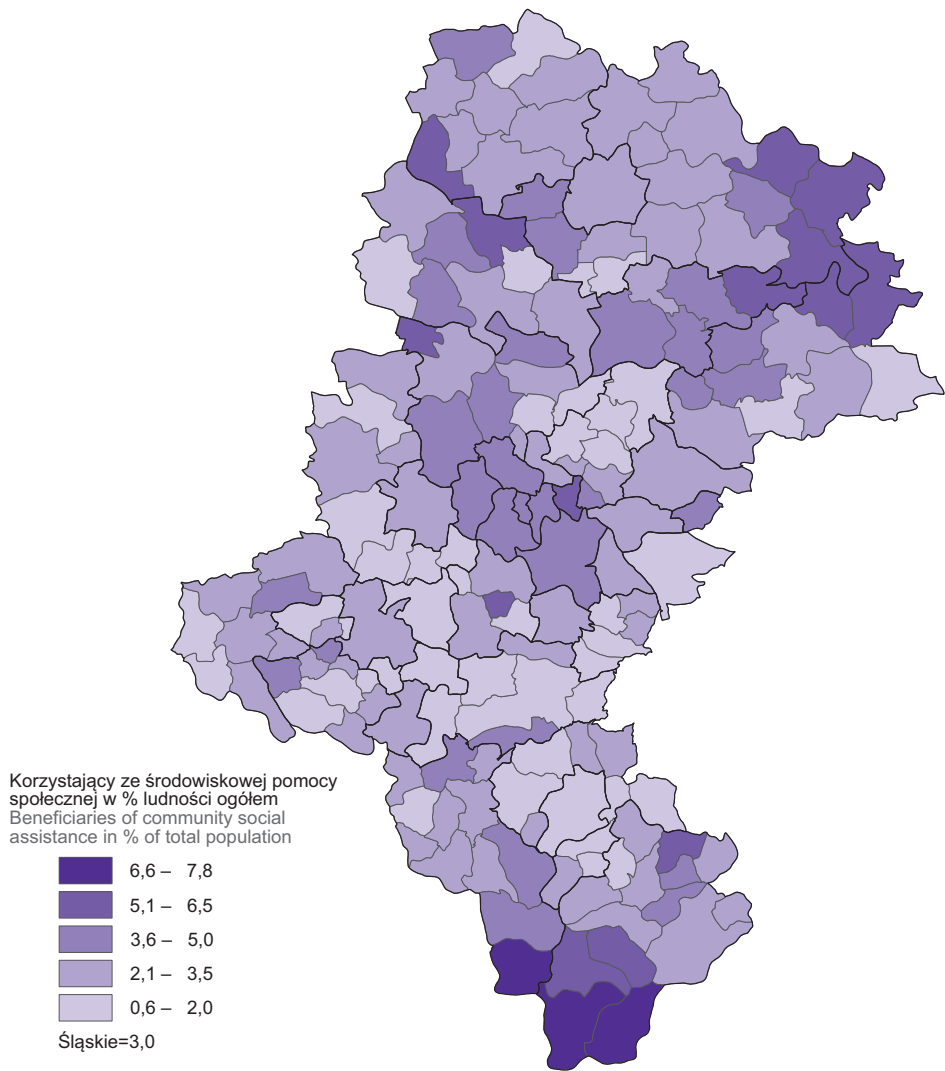 Korzystający ze środowiskowej pomocy
społecznej w % ludności ogółem
Beneficiaries of community social
assistance in % of total population
6,6 – 7,8
5,1 – 6,5
3,6 – 5,0
2,1 – 3,5
0,6 – 2,0
Śląskie=3,0